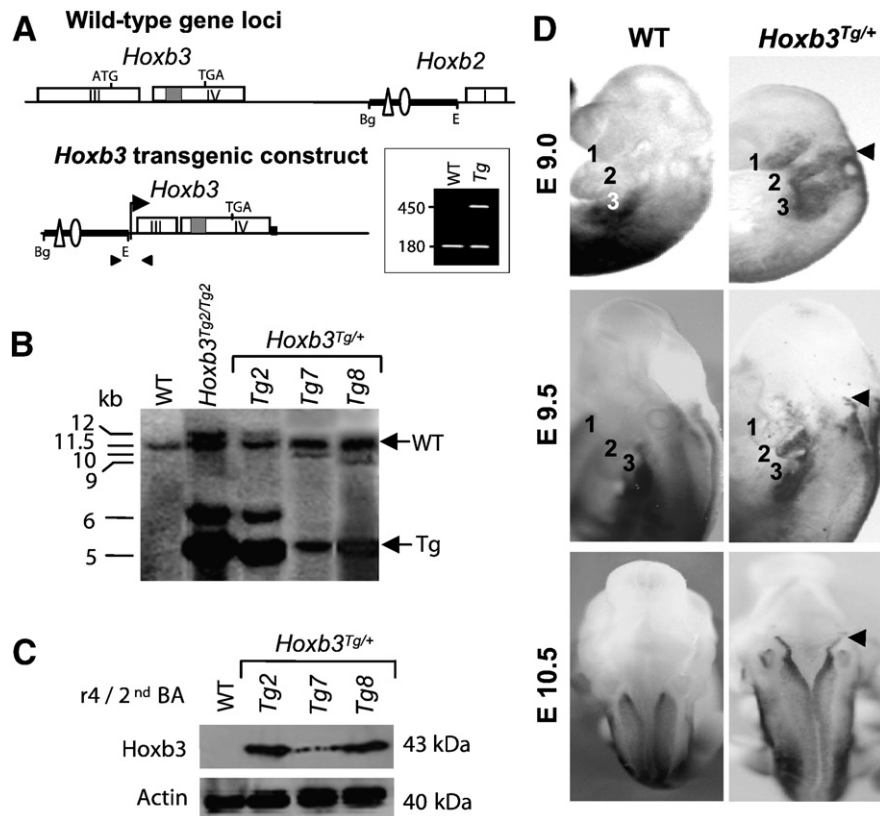 A
Wild-type gene loci
Hoxb3
Hoxb2
ATG
TGA
III
IV
Bg
E
Hoxb3 transgenic construct
Hoxb3
TGA
III
IV
Bg
E
WT
Tg
450
180
B
kb
WT
Hoxb3Tg2/Tg2
Hoxb3Tg/+
Tg2
Tg7
Tg8
12
11.5
10
9
6
5
WT
Tg
C
Hoxb3Tg/+
r4 / 2nd BA
WT
Tg2
Tg7
Tg8
Hoxb3
43 kDa
Actin
40 kDa
D
WT
Hoxb3Tg/+
E 9.0
1
2
3
1
2
3
E 9.5
1
2
3
1
2
3
E 10.5